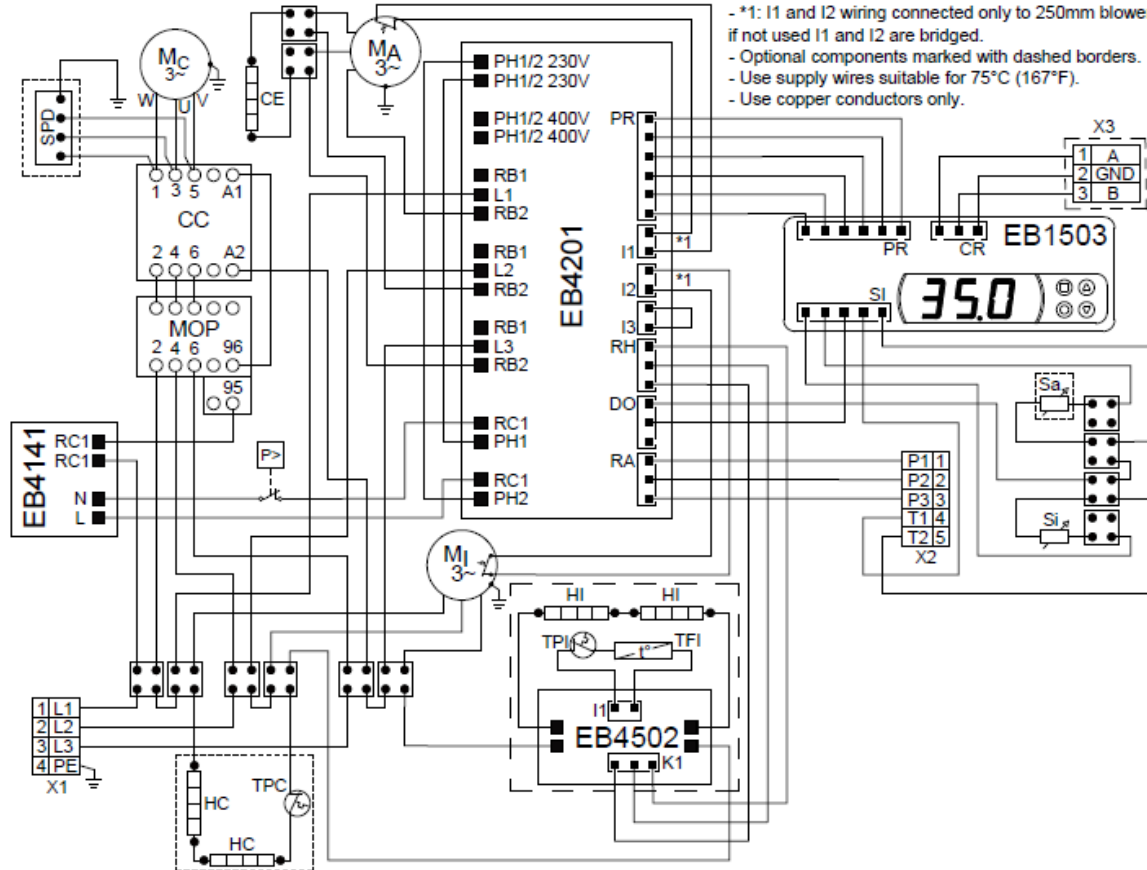 - *1: I1 and I2 wiring connected only to 250mm blowe
if not used I1 and I2 are bridged.
- Optional components marked with dashed borders.
- Use supply wires suitable for 75°C (167°F).
- Use copper conductors only.
MC
3~
W U V
SPD
1 3 5 A1
CC
2 4 6 A2
MOP
2 4 6 96
95
EB4141
RC1
RC1
N
L
P>
CE
MA
3~
EB4201
PH1/2 230V
PH1/2 230V
PH1/2 400V
PH1/2 400V
RB1
L1
RB2
RB1
L2
RB2
RB1
L3
RB2
RC1
PH1
RC1
PH2
PR
I1
*1
I2
*1
I3
RH
DO
RA
X3
1 A
2 GND
3 B
EB1503
PR
CR
SI
35.0
Sa
Si
P1 1
P2 2
P3 3
T1 4
T2 5
X2
MI
3~
HI
HI
TPI
t°
TFI
I1
EB4502
K1
1 L1
2 L2
3 L3
4 PE
X1
HC
TPC
HC